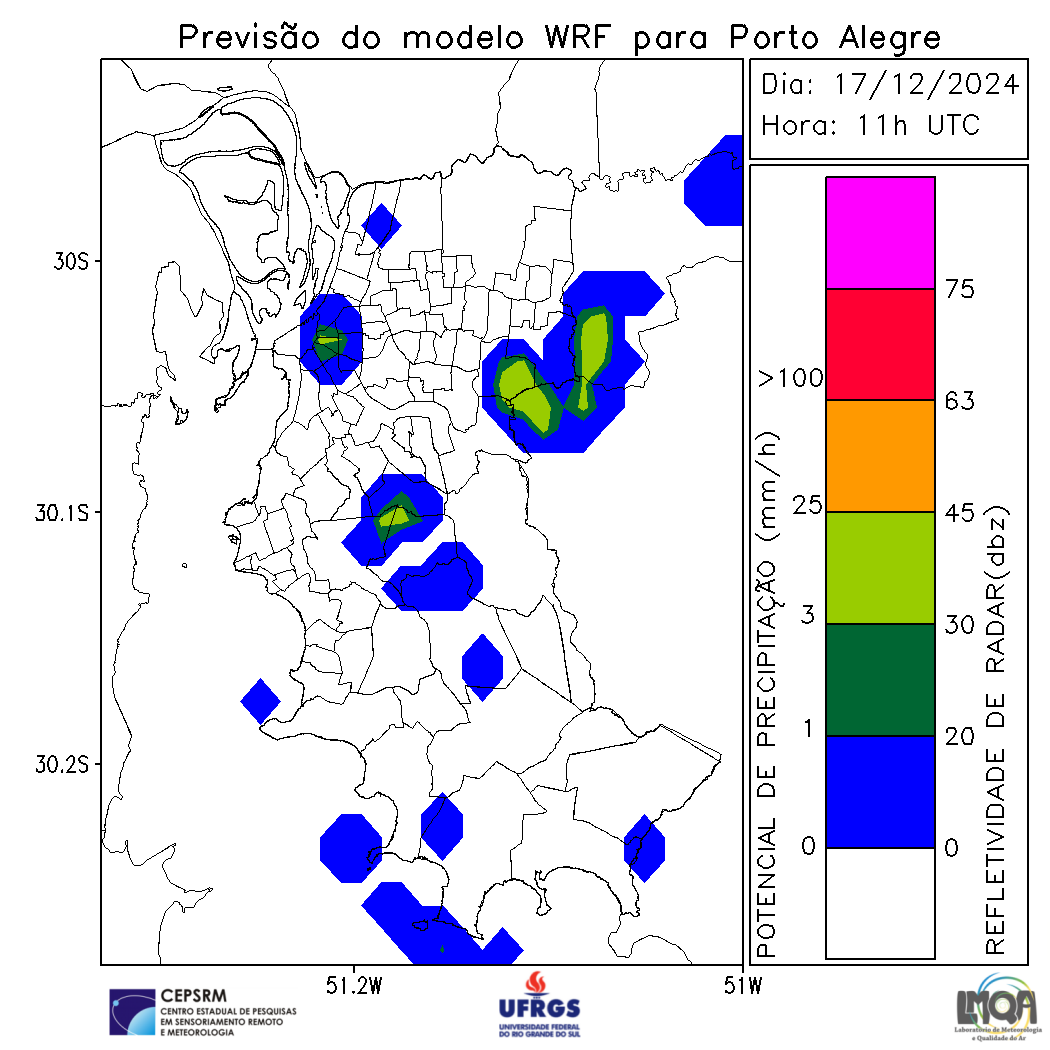 Previsão do modelo WRF para Porto Alegre
Dia: 17/12/2024
Hora: 11h UTC
30S
30.1S
30.2S
51.2W
51W
POTENCIAL DE PRECIPITAÇÃO (mm/h)
>100
25
3
1
0
75
63
45
30
20
0
REFLETIVIDADE DE RADAR(dbz)
CEPSRM
CENTRO ESTADUAL DE PESQUISAS
EM SENSORIAMENTO REMOTO
E METEOROLOGIA
UFRGS
UNIVERSIDADE FEDERAL
DO RIO GRANDE DO SUL
LMQA
Laboratório de Meteorologia
e Qualidade do Ar